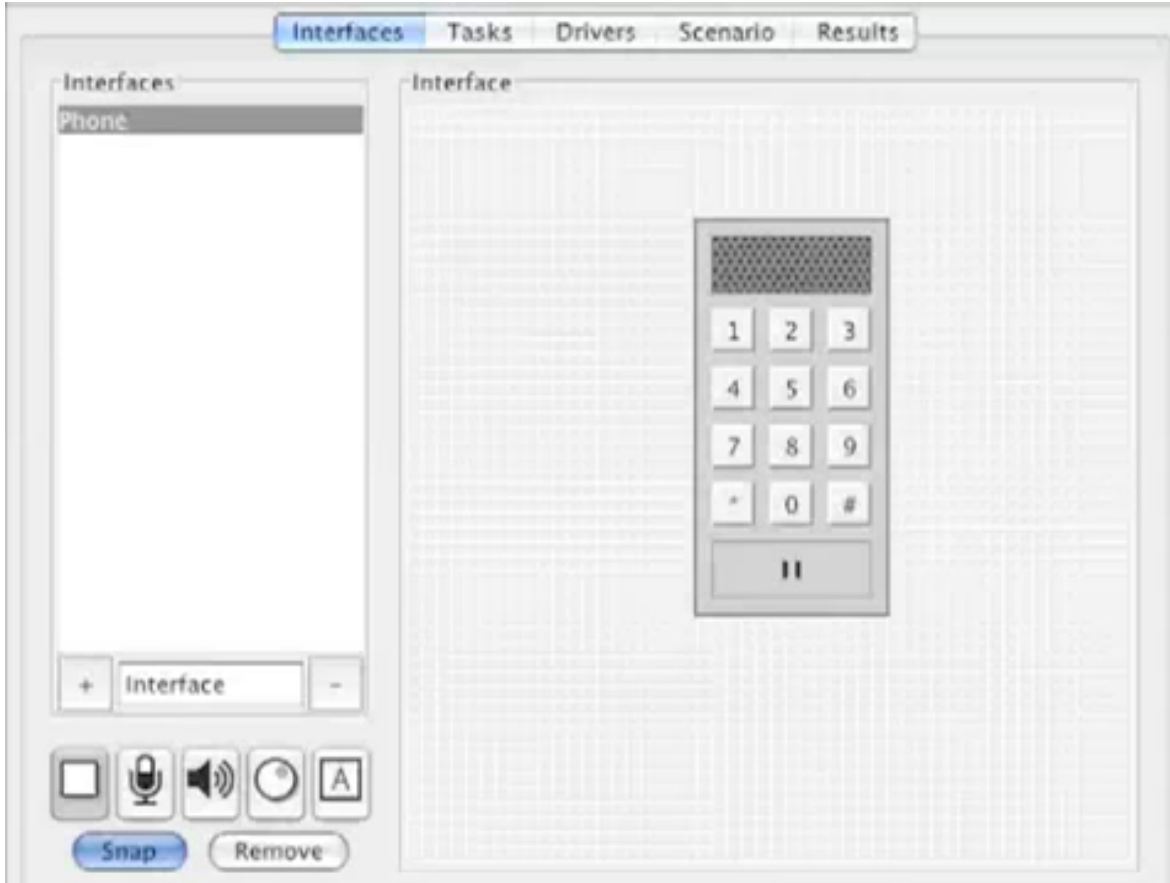 Interfaces Tasks Drivers Scenario Results
Interfaces
Interface
Phone
1 2 3
4 5 6
7 8 9
* 0 #
+ Interface -
A
Snap Remove